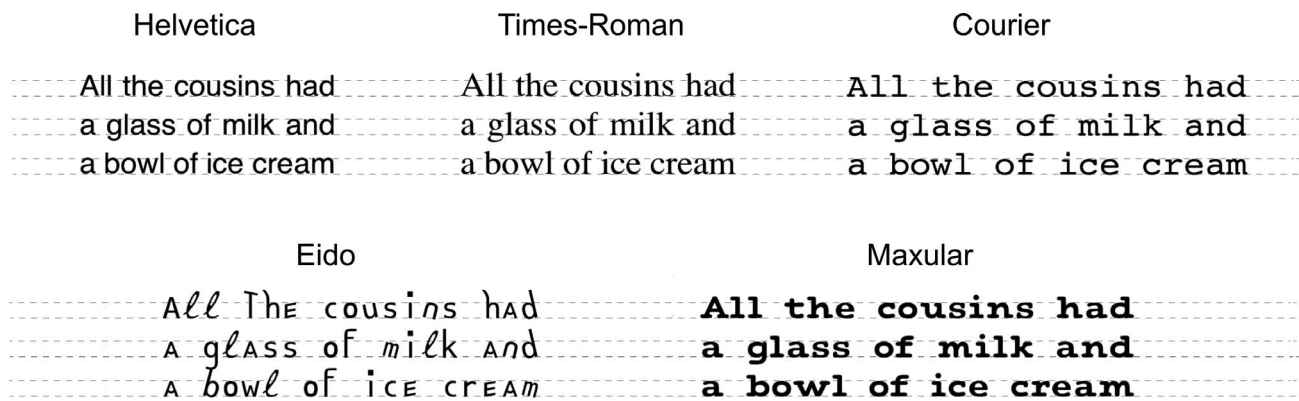 Helvetica
All the cousins had
a glass of milk and
a bowl of ice cream
Times-Roman
All the cousins had
a glass of milk and
a bowl of ice cream
Courier
All the cousins had
a glass of milk and
a bowl of ice cream
Eido
All The cousins had
a glass of milk and
a bowl of ice cream
Maxular
All the cousins had
a glass of milk and
a bowl of ice cream